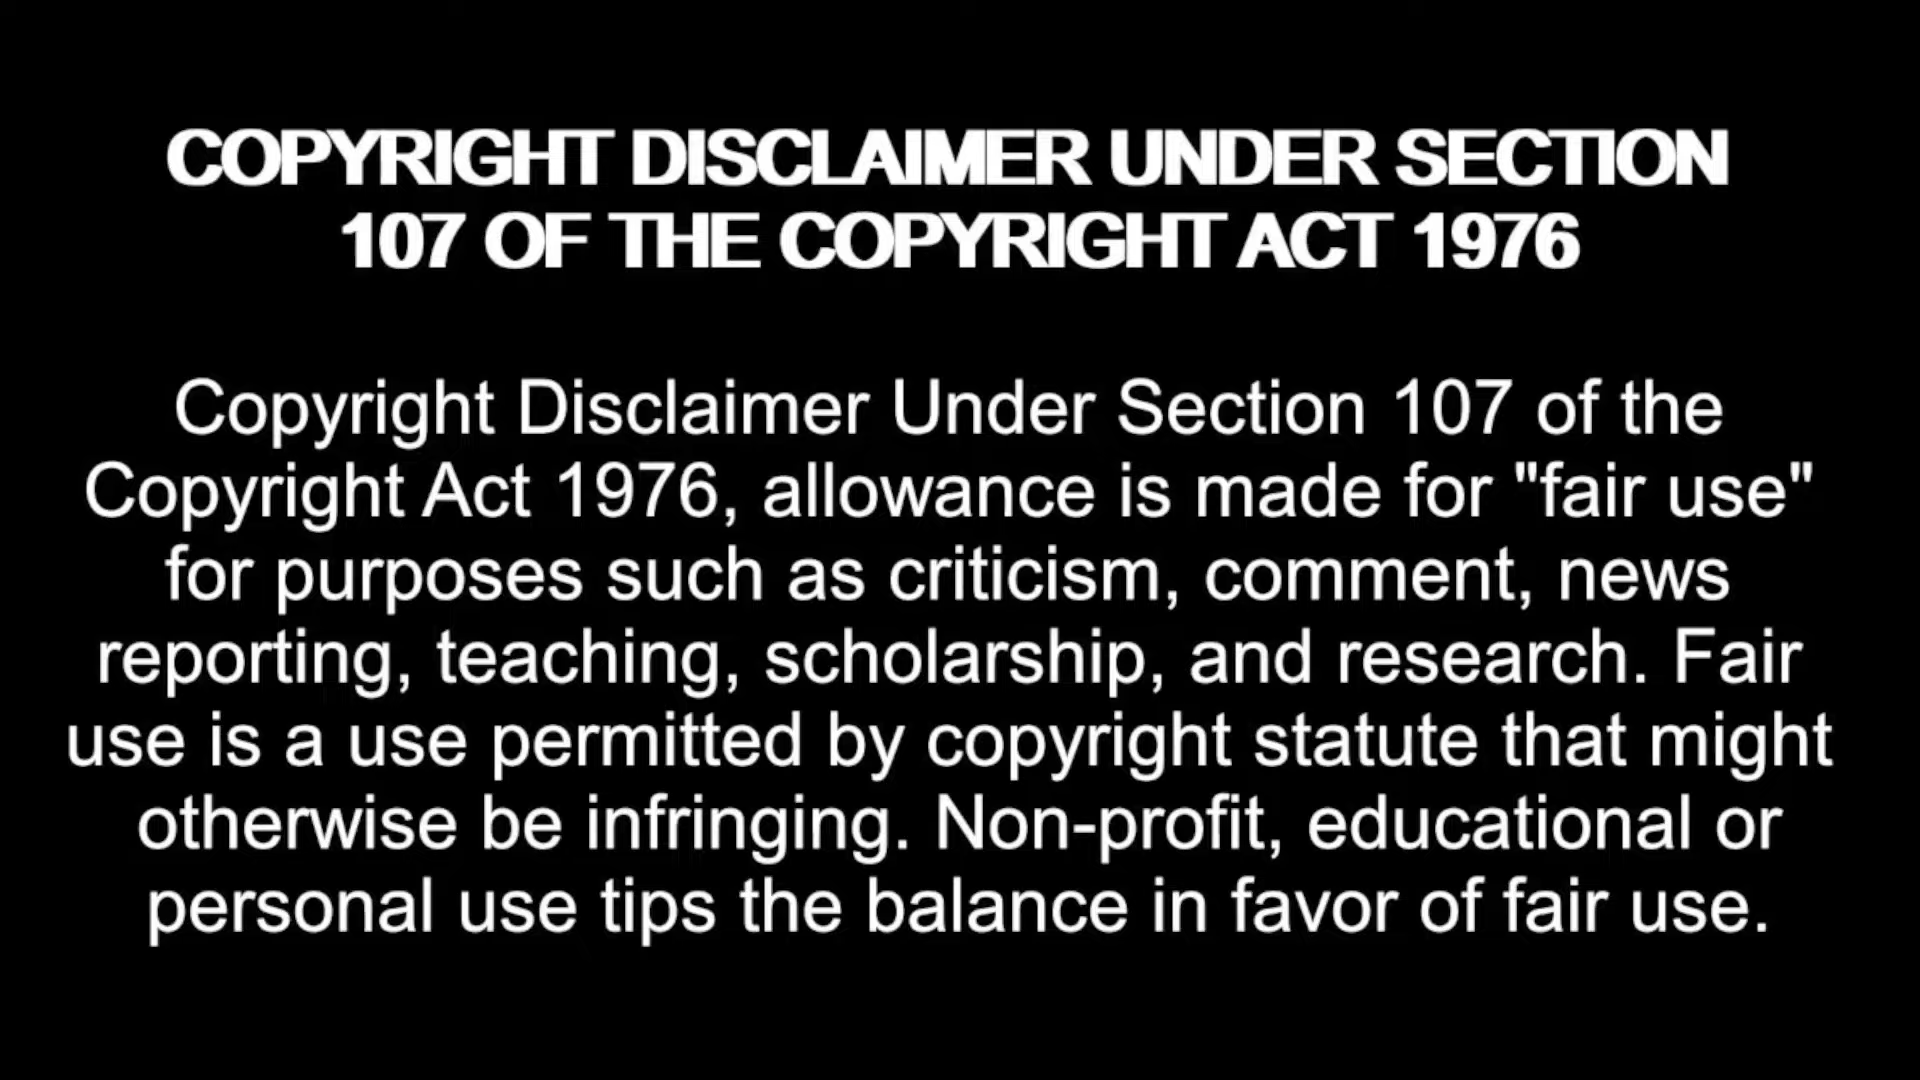 COPYRIGHT DISCLAIMER UNDER SECTION
107 OF THE COPYRIGHT ACT 1976
Copyright Disclaimer Under Section 107 of the
Copyright Act 1976, allowance is made for "fair use"
for purposes such as criticism, comment, news
reporting, teaching, scholarship, and research. Fair
use is a use permitted by copyright statute that might
otherwise be infringing. Non-profit, educational or
personal use tips the balance in favor of fair use.